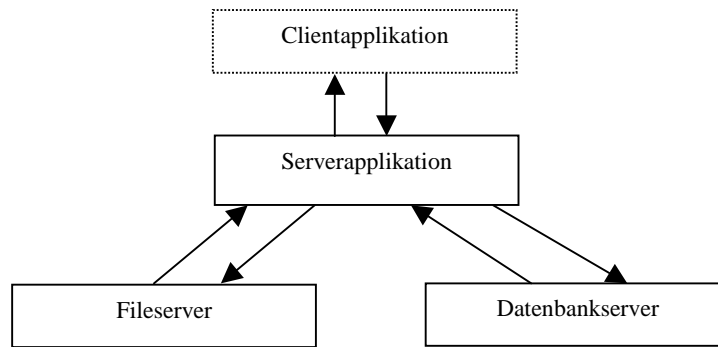 Clientapplikation
Serverapplikation
Fileserver
Datenbankserver